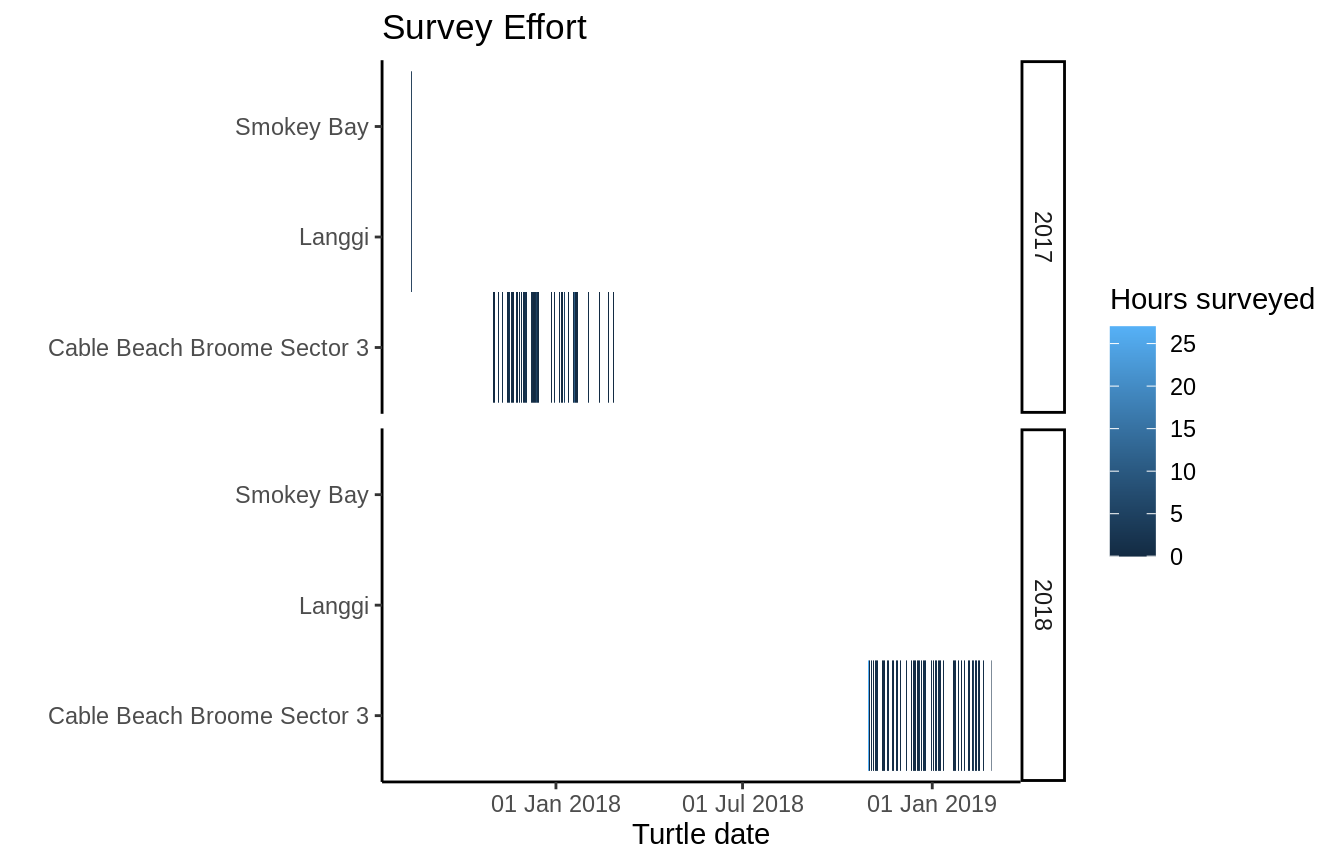 Survey Effort
Smokey Bay
Langgi
Cable Beach Broome Sector 3
2017
Smokey Bay
Langgi
Cable Beach Broome Sector 3
2018
01 Jan 2018
01 Jul 2018
01 Jan 2019
Turtle date
Hours surveyed
25
20
15
10
5
0